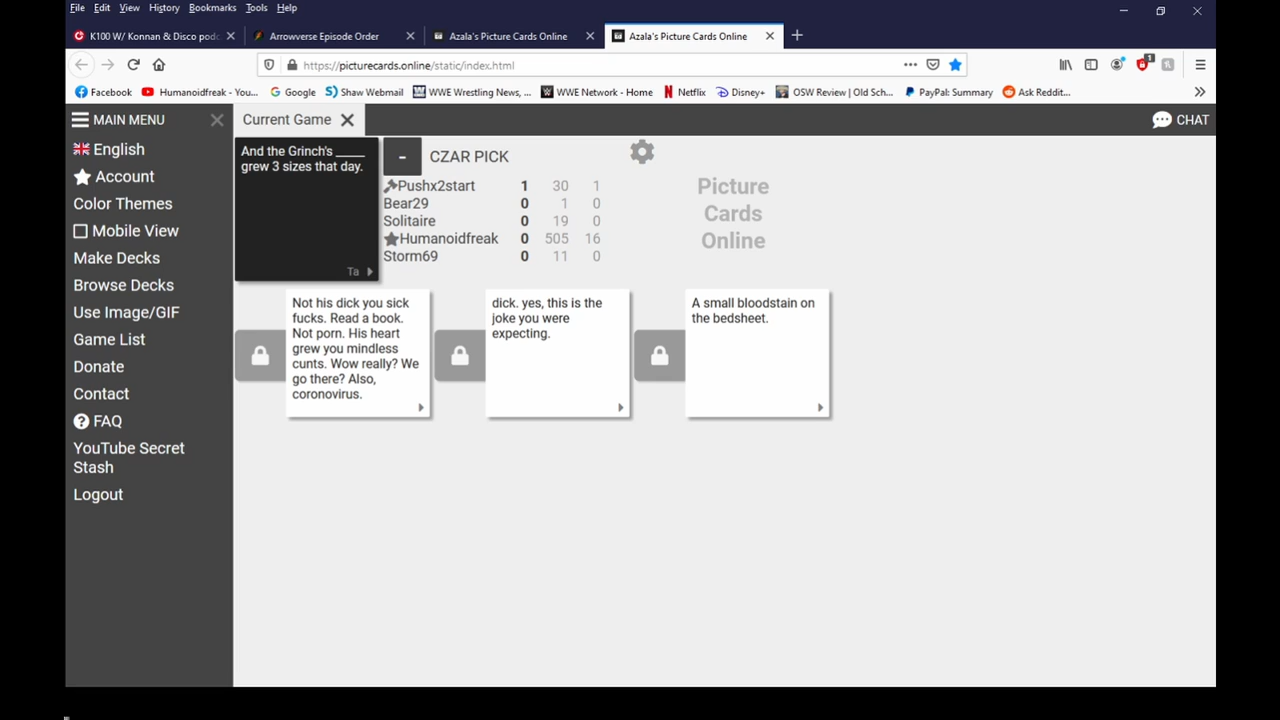 File Edit View History Bookmarks Tools Help
K100 W/ Konnan & Disco podc
Arrowverse Episode Order
Azala's Picture Cards Online
Azala's Picture Cards Online
https://picturecards.online/static/index.html
1
Facebook
Humanoidfreak - You...
Google
Shaw Webmail
WWE Wrestling News, ...
WWE Network - Home
Netflix
Disney+
OSW Review | Old Sch...
PayPal: Summary
Ask Reddit...
MAIN MENU
Current Game
CHAT
English
Account
Color Themes
Mobile View
Make Decks
Browse Decks
Use Image/GIF
Game List
Donate
Contact
FAQ
YouTube Secret
Stash
Logout
And the Grinch's _____
grew 3 sizes that day.
Ta
- CZAR PICK
Pushx2start 1 30 1
Bear29 0 1 0
Solitaire 0 19 0
Humanoidfreak 0 505 16
Storm69 0 11 0
Picture
Cards
Online
Not his dick you sick
fucks. Read a book.
Not porn. His heart
grew you mindless
cunts. Wow really? We
go there? Also,
coronovirus.
dick. yes, this is the
joke you were
expecting.
A small bloodstain on
the bedsheet.